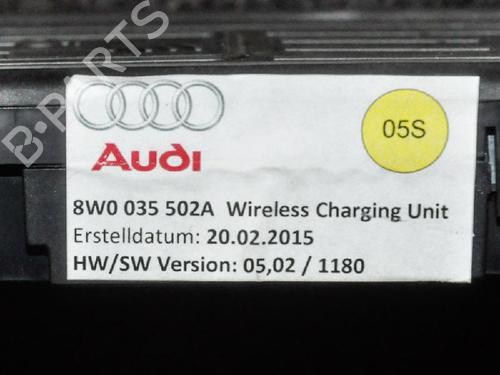 B-PARTS
05S
Audi
8W0 035 502A Wireless Charging Unit
Erstelldatum: 20.02.2015
HW/SW Version: 05,02 / 1180